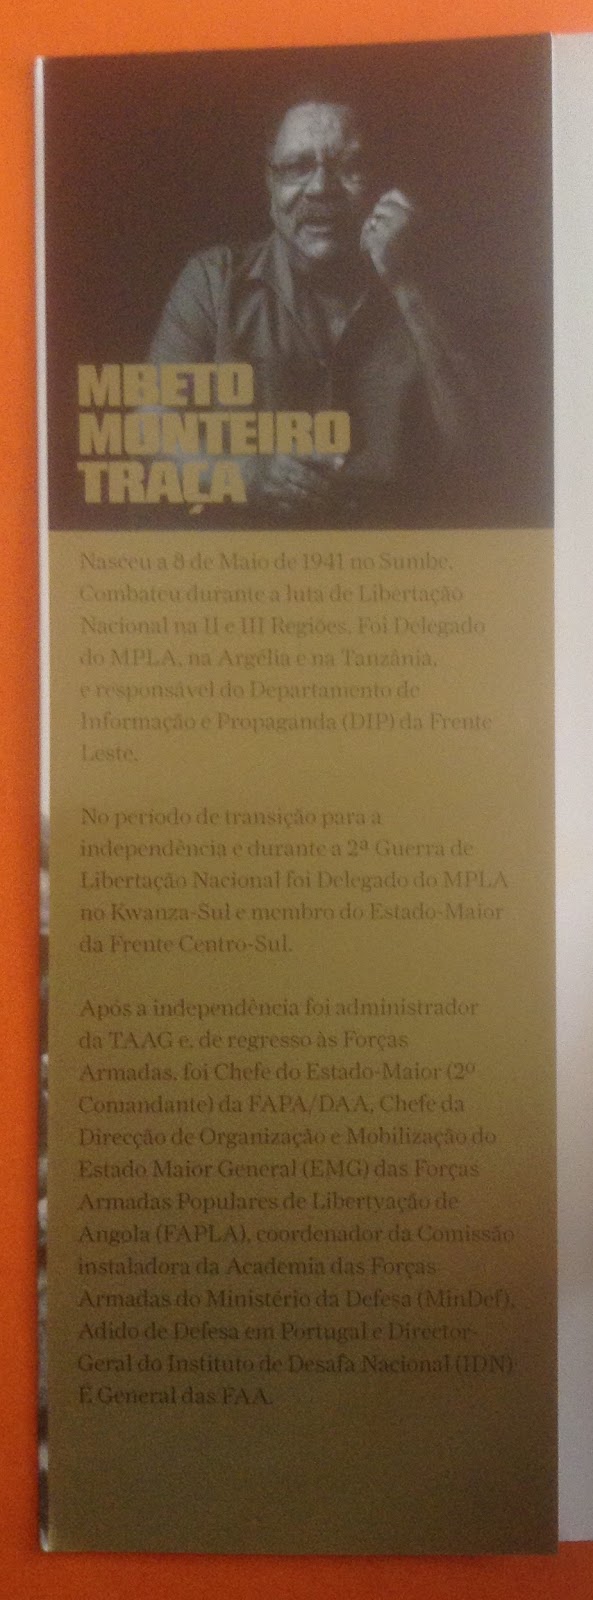 MBETO
MONTEIRO
TRAÇA
Nasceu a 8 de Maio de 1941 no Sumbe.
Combateu durante a luta de Libertação
Nacional na II e III Regiões. Foi Delegado
do MPLA, na Argélia e na Tanzânia,
e responsável do Departamento de
Informação e Propaganda (DIP) da Frente
Leste.
No período de transição para a
independência e durante a 2ª Guerra de
Libertação Nacional foi Delegado do MPLA
no Kwanza-Sul e membro do Estado-Maior
da Frente Centro-Sul.
Após a independência foi administrador
da TAAG e, de regresso às Forças
Armadas, foi Chefe do Estado-Maior (2º
Comandante) da FAPA/DAA, Chefe da
Direcção de Organização e Mobilização do
Estado Maior General (EMG) das Forças
Armadas Populares de Libertvação de
Angola (FAPLA), coordenador da Comissão
instaladora da Academia das Forças
Armadas do Ministério da Defesa (MinDef),
Adido de Defesa em Portugal e Director-
Geral do Instituto de Desafa Nacional (IDN)
É General das FAA.